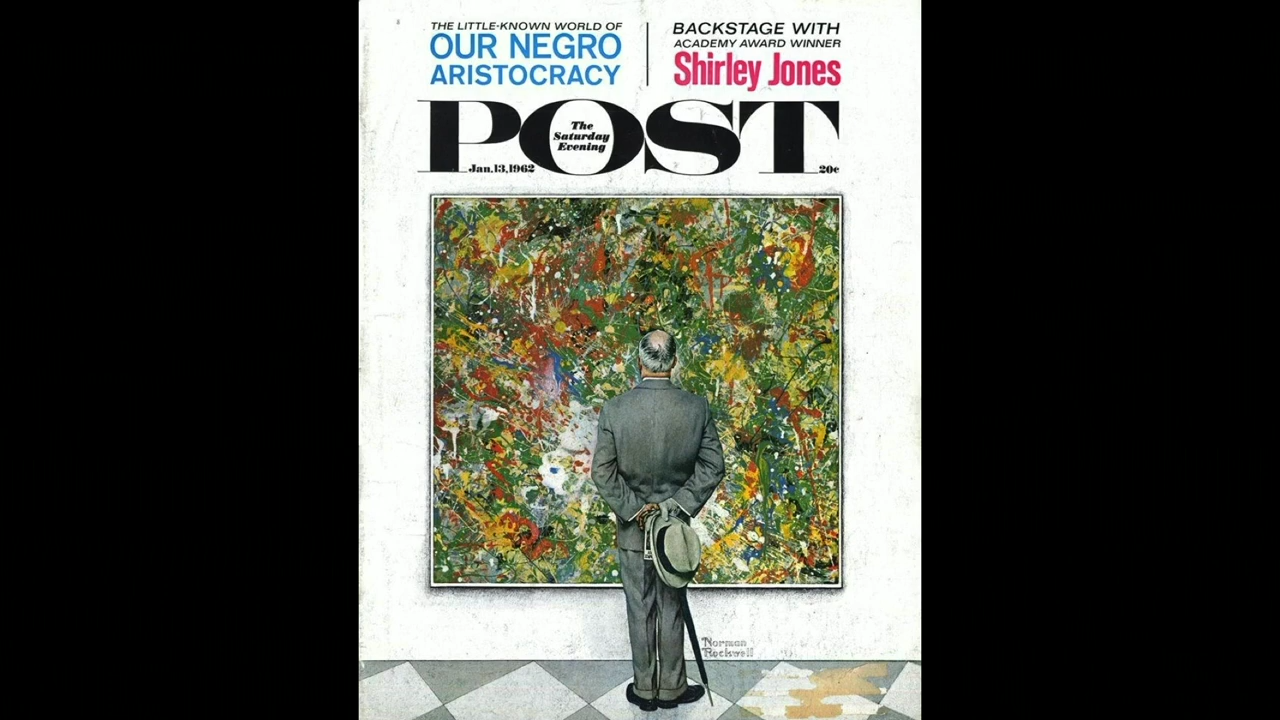 THE LITTLE-KNOWN WORLD OF
OUR NEGRO
ARISTOCRACY
BACKSTAGE WITH
ACADEMY AWARD WINNER
Shirley Jones
POST
The
Saturday
Evening
Jan.13,1962
20c
Norman
Rockwell